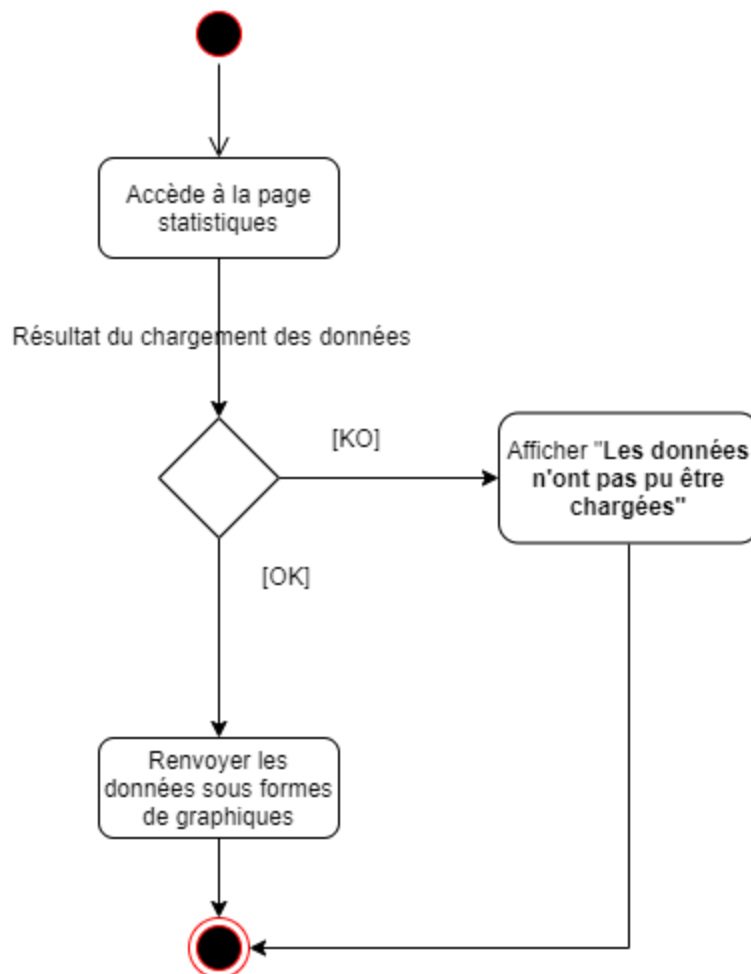 Accède à la page
statistiques
Résultat du chargement des données
[KO]
Afficher "Les données
n'ont pas pu être
chargées"
[OK]
Renvoyer les
données sous formes
de graphiques